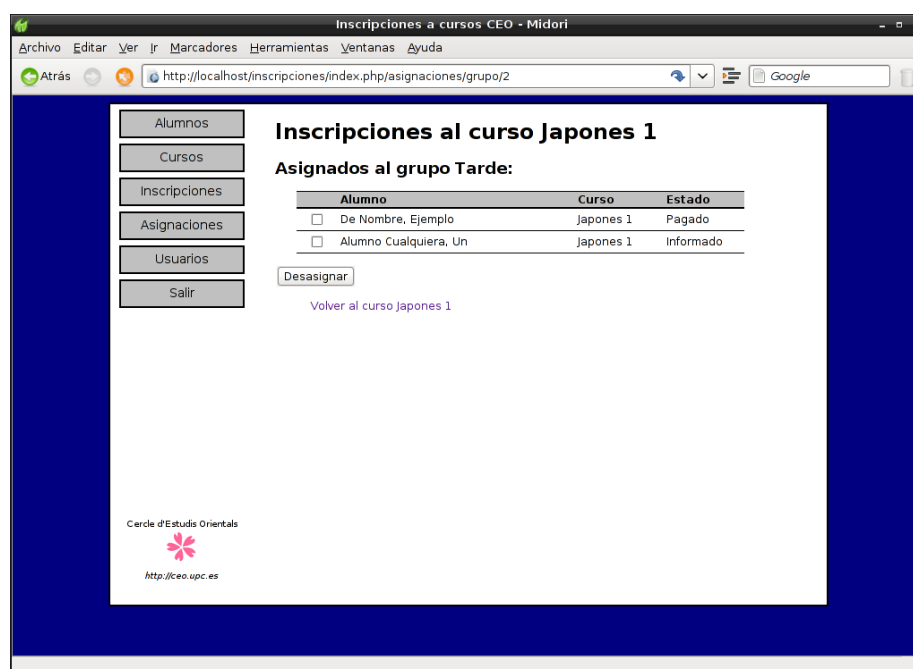 Inscripciones a cursos CEO - Midori
Archivo Editar Ver Ir Marcadores Herramientas Ventanas Ayuda
Atrás http://localhost/inscripciones/index.php/asignaciones/grupo/2 Google
Alumnos
Cursos
Inscripciones
Asignaciones
Usuarios
Salir
Inscripciones al curso Japones 1
Asignados al grupo Tarde:
Alumno Curso Estado
De Nombre, Ejemplo Japones 1 Pagado
Alumno Cualquiera, Un Japones 1 Informado
Desasignar
Volver al curso Japones 1
Cercle d'Estudis Orientals
http://ceo.upc.es